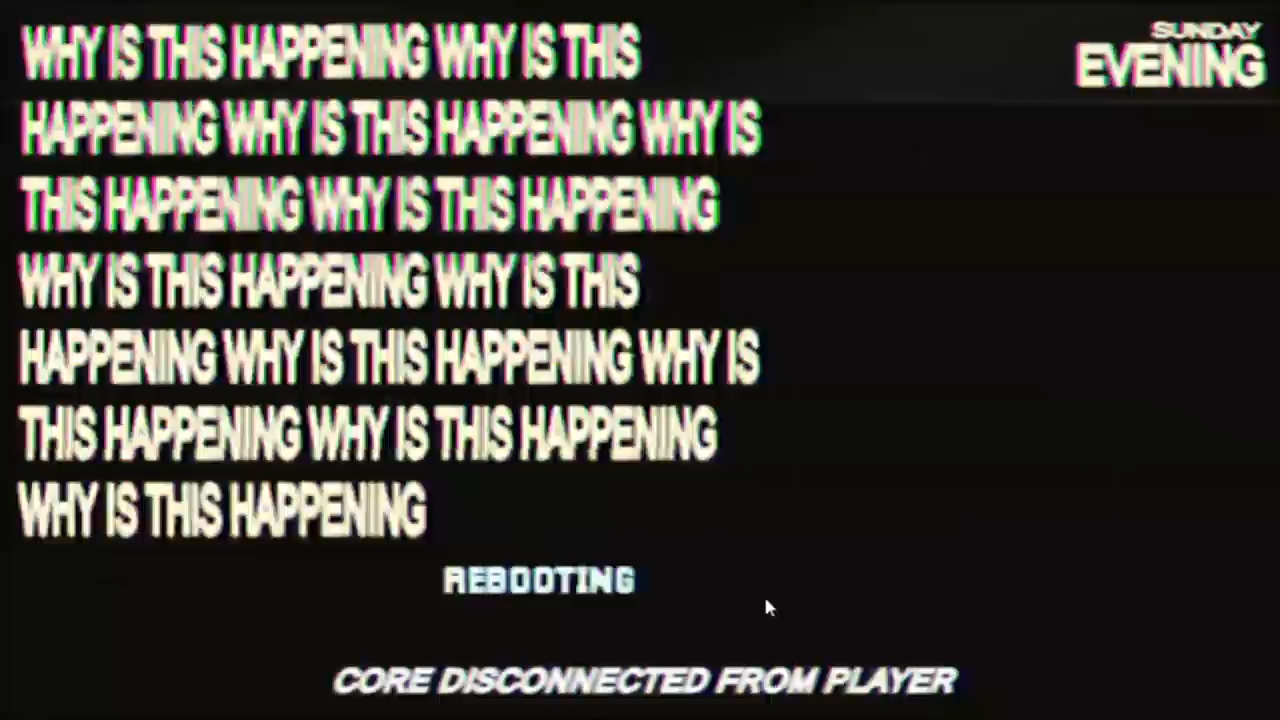 WHY IS THIS HAPPENING WHY IS THIS
HAPPENING WHY IS THIS HAPPENING WHY IS
THIS HAPPENING WHY IS THIS HAPPENING
WHY IS THIS HAPPENING WHY IS THIS
HAPPENING WHY IS THIS HAPPENING WHY IS
THIS HAPPENING WHY IS THIS HAPPENING
WHY IS THIS HAPPENING
SUNDAY
EVENING
REBOOTING
CORE DISCONNECTED FROM PLAYER